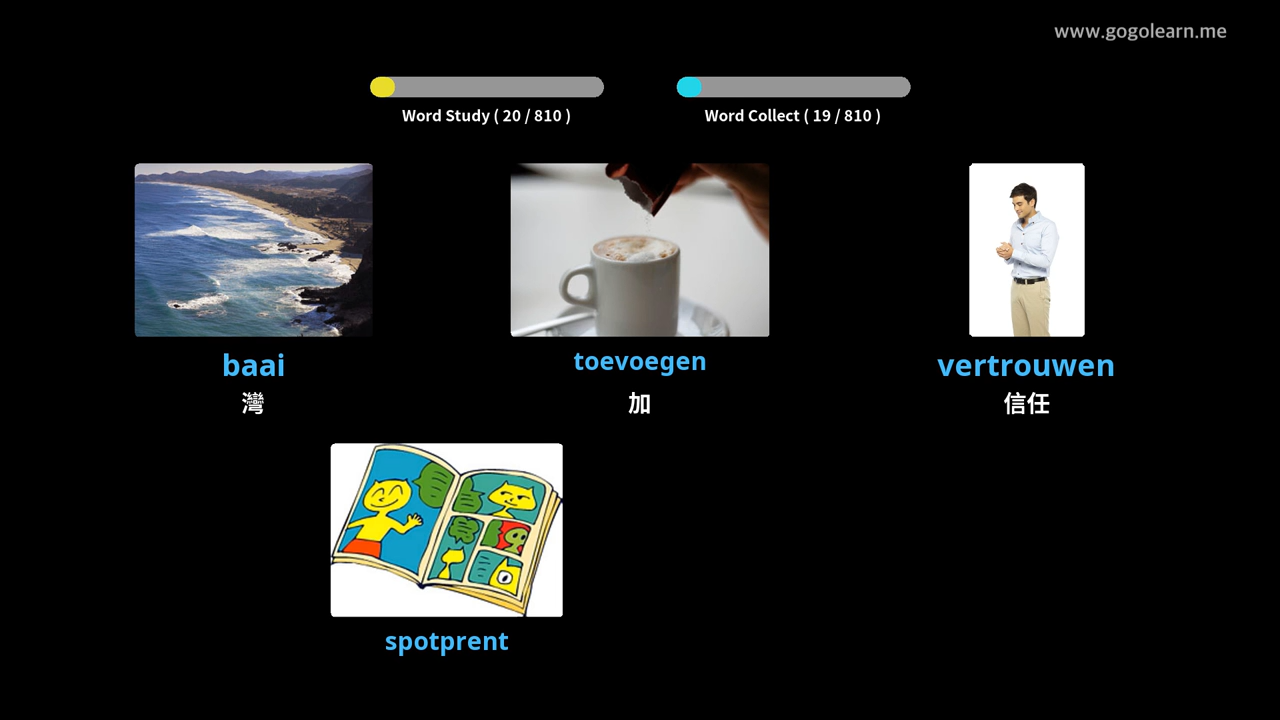 www.gogolearn.me
Word Study ( 20 / 810 )
Word Collect ( 19 / 810 )
baai
toevoegen
vertrouwen
灣
加
信任
spotprent